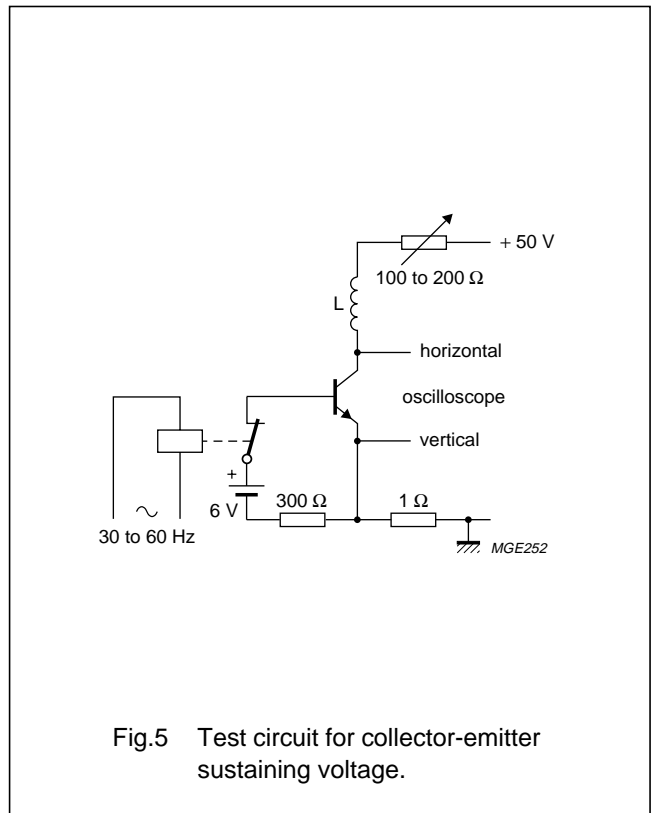 + 50 V
100 to 200 Ω
L
horizontal
oscilloscope
vertical
+
6 V
300 Ω
1 Ω
30 to 60 Hz
MGE252
Fig.5 Test circuit for collector-emitter
sustaining voltage.